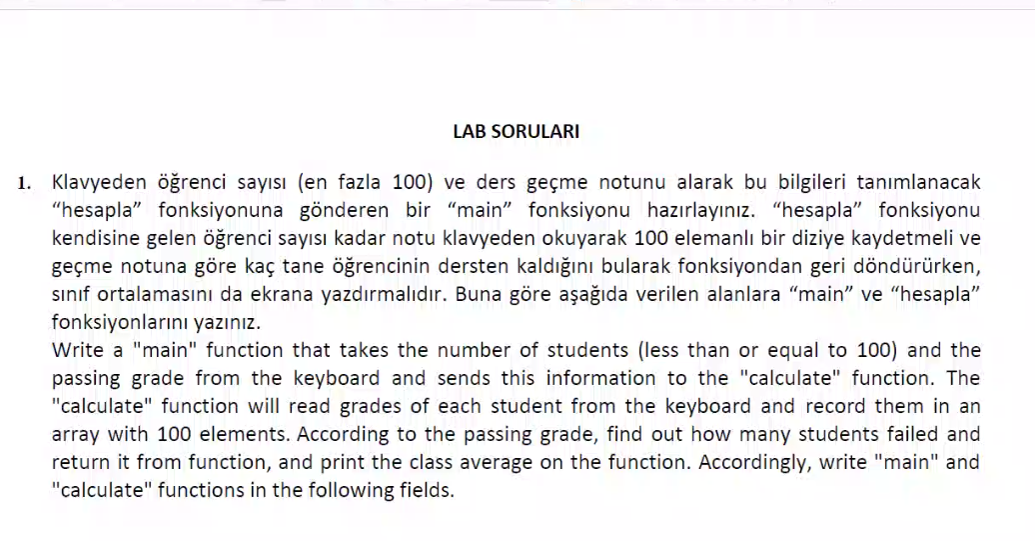 LAB SORULARI
1. Klavyeden öğrenci sayısı (en fazla 100) ve ders geçme notunu alarak bu bilgileri tanımlanacak
“hesapla” fonksiyonuna gönderen bir “main” fonksiyonu hazırlayınız. “hesapla” fonksiyonu
kendisine gelen öğrenci sayısı kadar notu klavyeden okuyarak 100 elemanlı bir diziye kaydetmeli ve
geçme notuna göre kaç tane öğrencinin dersten kaldığını bularak fonksiyondan geri döndürürken,
sınıf ortalamasını da ekrana yazdırmalıdır. Buna göre aşağıda verilen alanlara “main” ve “hesapla”
fonksiyonlarını yazınız.
Write a "main" function that takes the number of students (less than or equal to 100) and the
passing grade from the keyboard and sends this information to the "calculate" function. The
"calculate" function will read grades of each student from the keyboard and record them in an
array with 100 elements. According to the passing grade, find out how many students failed and
return it from function, and print the class average on the function. Accordingly, write "main" and
"calculate" functions in the following fields.